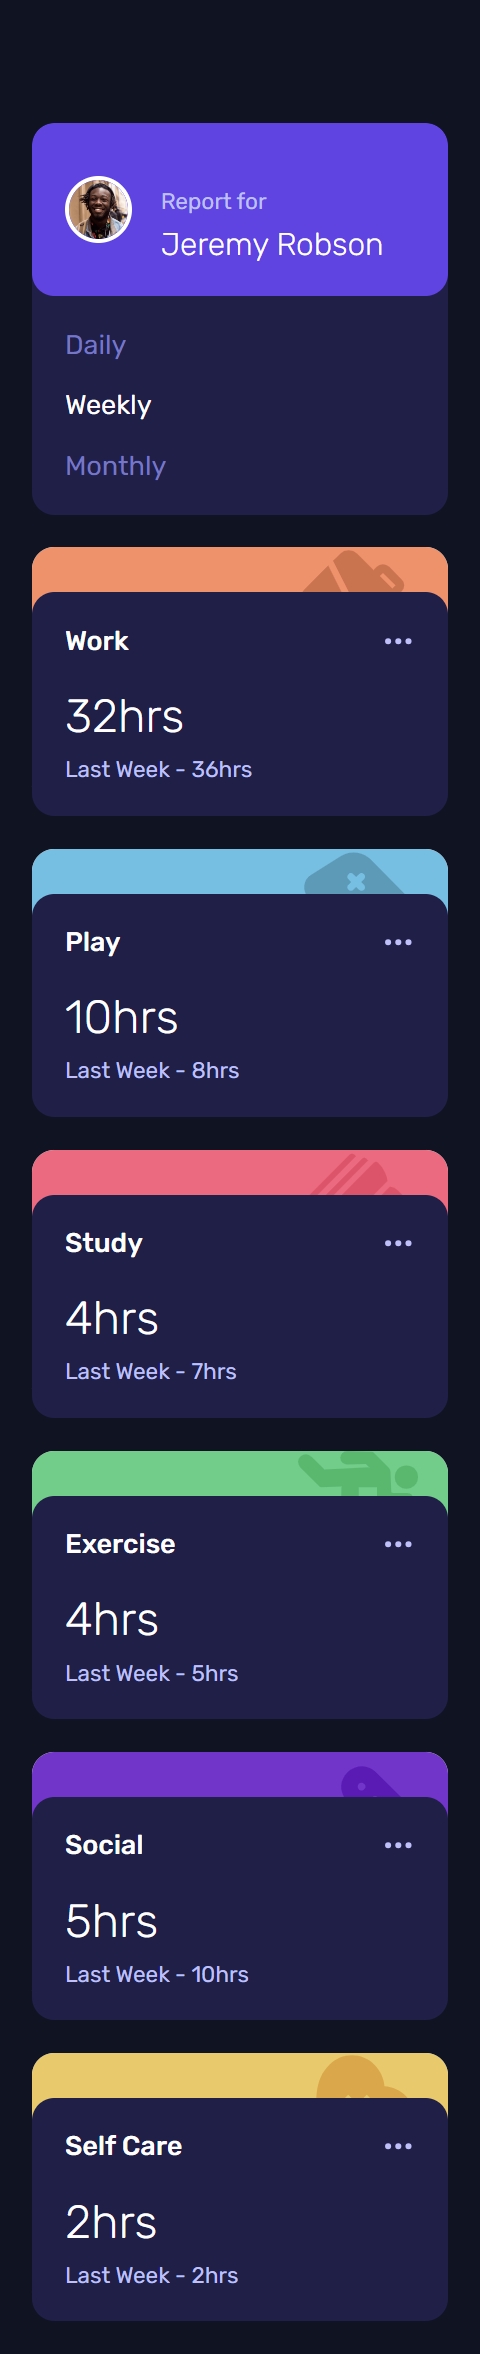 Report for
Jeremy Robson
Daily
Weekly
Monthly
Work
32hrs
Last Week - 36hrs
Play
10hrs
Last Week - 8hrs
Study
4hrs
Last Week - 7hrs
Exercise
4hrs
Last Week - 5hrs
Social
5hrs
Last Week - 10hrs
Self Care
2hrs
Last Week - 2hrs